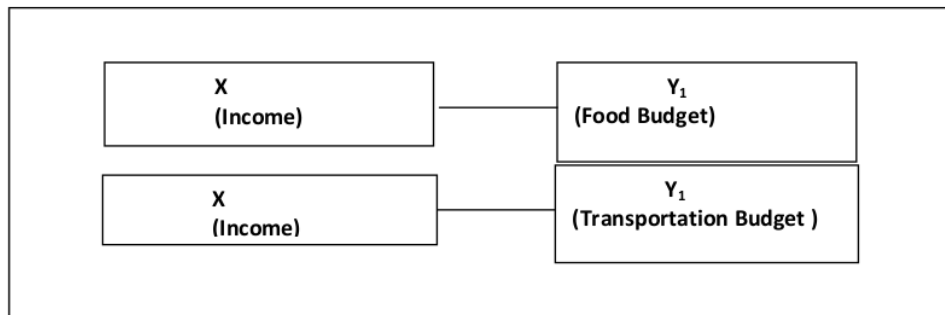 X
(Income)
Y₁
(Food Budget)
X
(Income)
Y₁
(Transportation Budget )